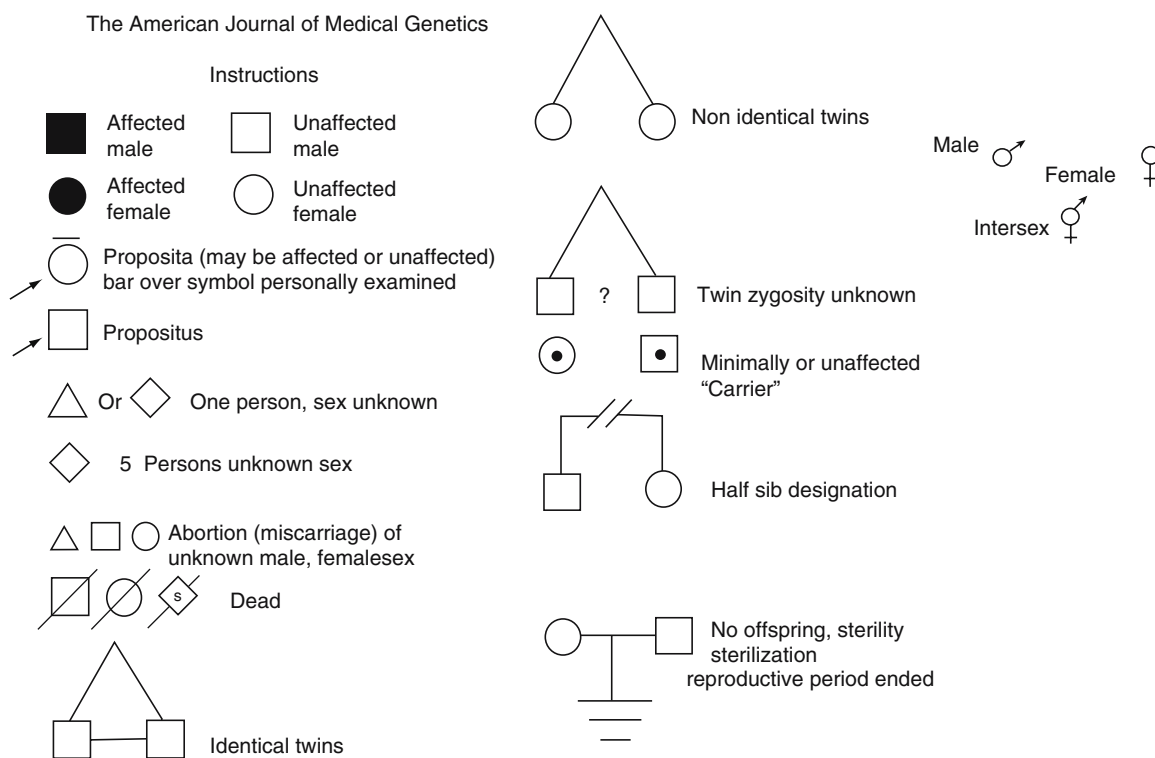 The American Journal of Medical Genetics
Instructions
Affected
male
Unaffected
male
Affected
female
Unaffected
female
Proposita (may be affected or unaffected)
bar over symbol personally examined
Propositus
Or
One person, sex unknown
5 Persons unknown sex
Abortion (miscarriage) of
unknown male, femalesex
s
Dead
Identical twins
Non identical twins
?
Twin zygosity unknown
Minimally or unaffected
“Carrier”
Half sib designation
No offspring, sterility
sterilization
reproductive period ended
Male
Female
Intersex